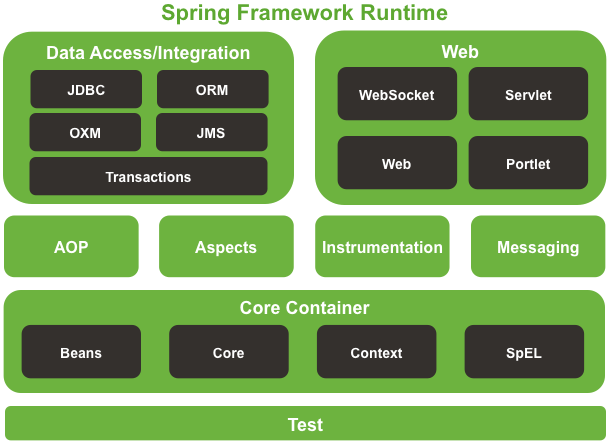 Spring Framework Runtime
Data Access/Integration
JDBC
ORM
OXM
JMS
Transactions
Web
WebSocket
Servlet
Web
Portlet
AOP
Aspects
Instrumentation
Messaging
Core Container
Beans
Core
Context
SpEL
Test